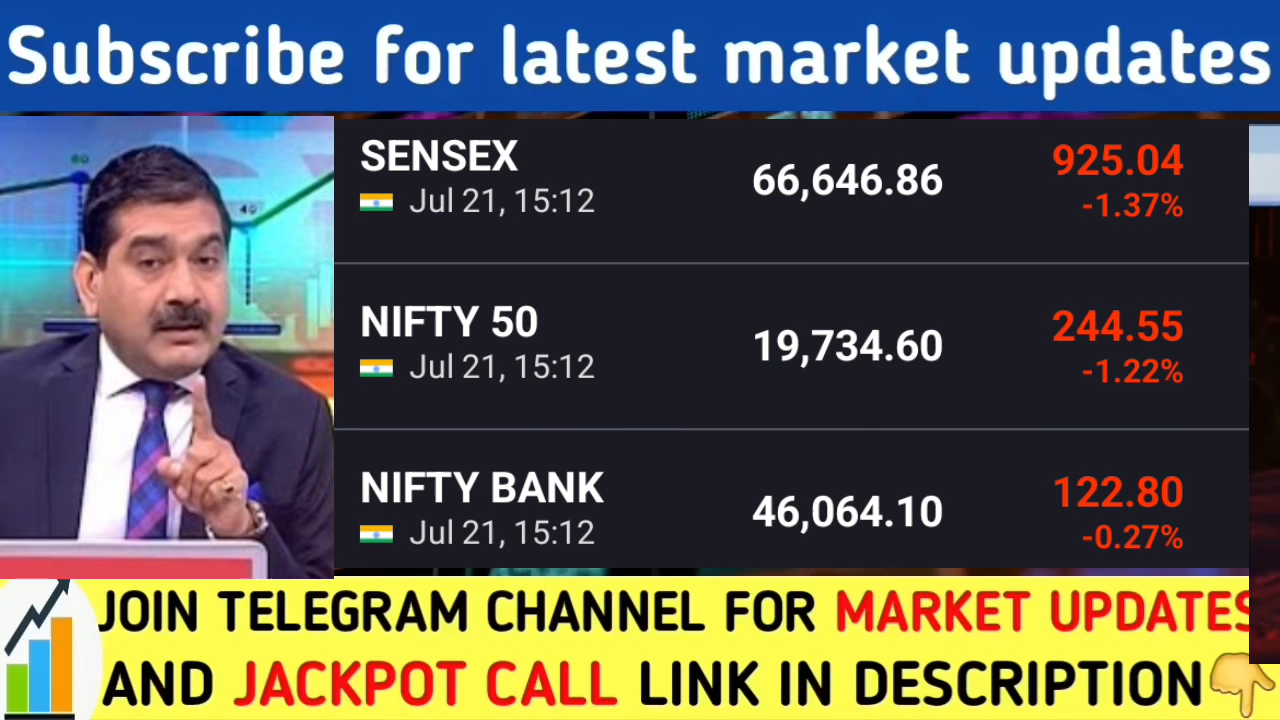 Subscribe for latest market updates
60
40
SENSEX
Jul 21, 15:12
66,646.86
925.04
-1.37%
NIFTY 50
Jul 21, 15:12
19,734.60
244.55
-1.22%
NIFTY BANK
Jul 21, 15:12
46,064.10
122.80
-0.27%
JOIN TELEGRAM CHANNEL FOR MARKET UPDATES
AND JACKPOT CALL LINK IN DESCRIPTION